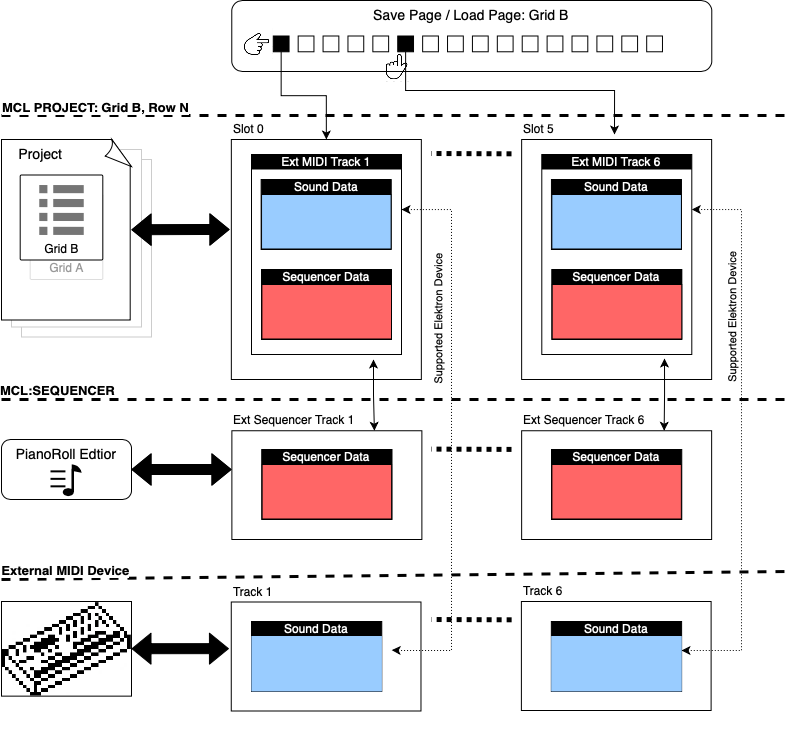 Save Page / Load Page: Grid B
MCL PROJECT: Grid B, Row N
Slot 0
Slot 5
Project
Grid B
Grid A
Ext MIDI Track 1
Sound Data
Sequencer Data
Ext MIDI Track 6
Sound Data
Sequencer Data
Supported Elektron Device
Supported Elektron Device
MCL:SEQUENCER
Ext Sequencer Track 1
Ext Sequencer Track 6
PianoRoll Edtior
Sequencer Data
Sequencer Data
External MIDI Device
Track 1
Track 6
Sound Data
Sound Data